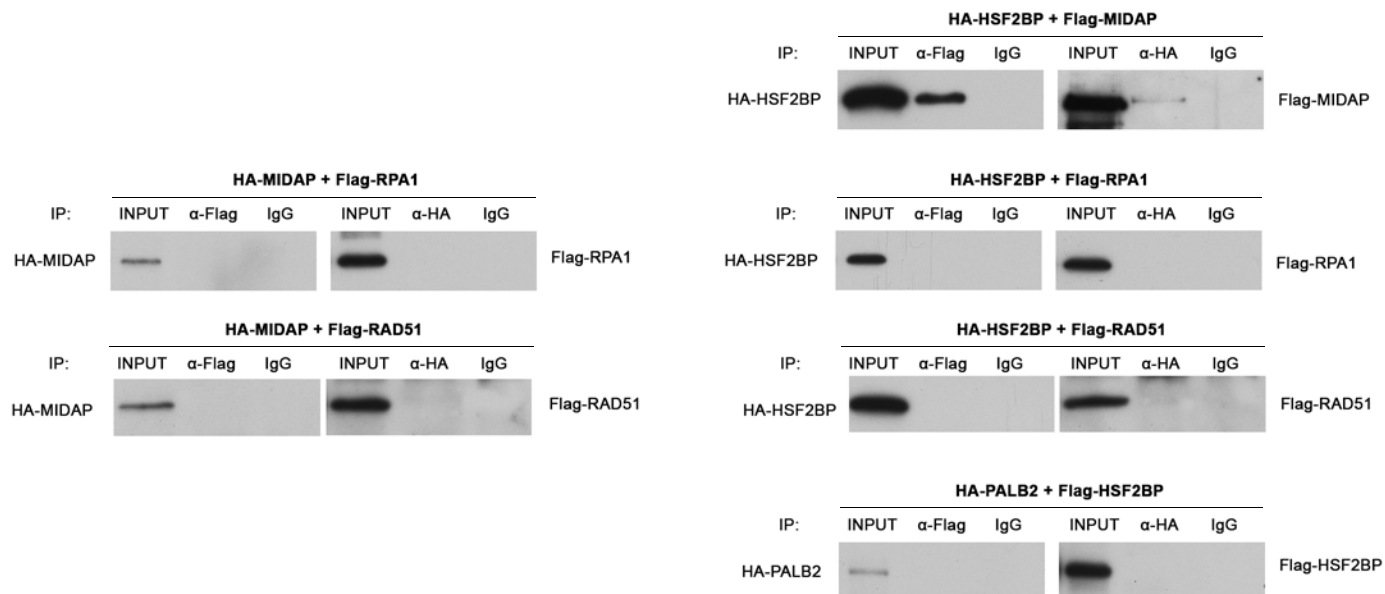 HA-HSF2BP + Flag-MIDAP
IP: INPUT α-Flag IgG INPUT α-HA IgG
HA-HSF2BP Flag-MIDAP
HA-MIDAP + Flag-RPA1
IP: INPUT α-Flag IgG INPUT α-HA IgG
HA-MIDAP Flag-RPA1
HA-HSF2BP + Flag-RPA1
IP: INPUT α-Flag IgG INPUT α-HA IgG
HA-HSF2BP Flag-RPA1
HA-MIDAP + Flag-RAD51
IP: INPUT α-Flag IgG INPUT α-HA IgG
HA-MIDAP Flag-RAD51
HA-HSF2BP + Flag-RAD51
IP: INPUT α-Flag IgG INPUT α-HA IgG
HA-HSF2BP Flag-RAD51
HA-PALB2 + Flag-HSF2BP
IP: INPUT α-Flag IgG INPUT α-HA IgG
HA-PALB2 Flag-HSF2BP